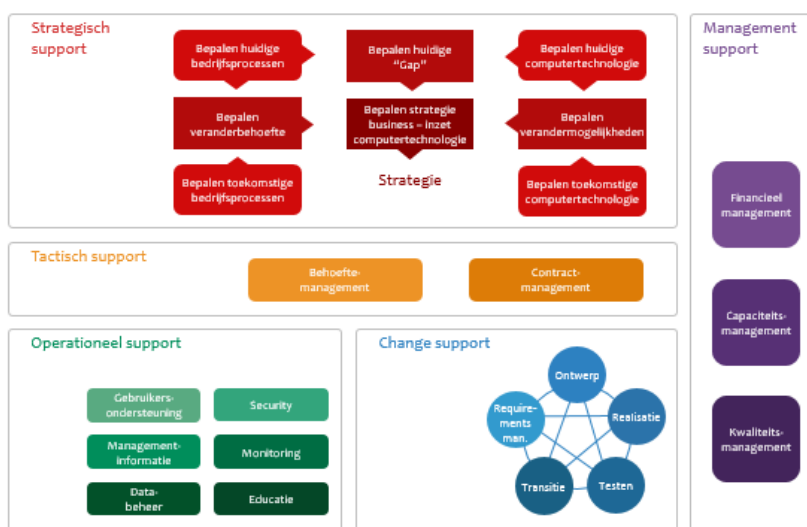 Strategisch
support
Bepalen huidige
bedrijfsprocessen
Bepalen huidige
“Gap”
Bepalen huidige
computertechnologie
Bepalen
veranderbehoefte
Bepalen strategie
business – inzet
computertechnologie
Bepalen
verandermogelijkheden
Bepalen toekomstige
bedrijfsprocessen
Strategie
Bepalen toekomstige
computertechnologie
Tactisch support
Behoefte-
management
Contract-
management
Operationeel support
Gebruikers-
ondersteuning
Security
Management-
informatie
Monitoring
Data-
beheer
Educatie
Change support
Ontwerp
Require-
ments
man.
Realisatie
Transitie
Testen
Management
support
Financieel
management
Capaciteits-
management
Kwaliteits-
management